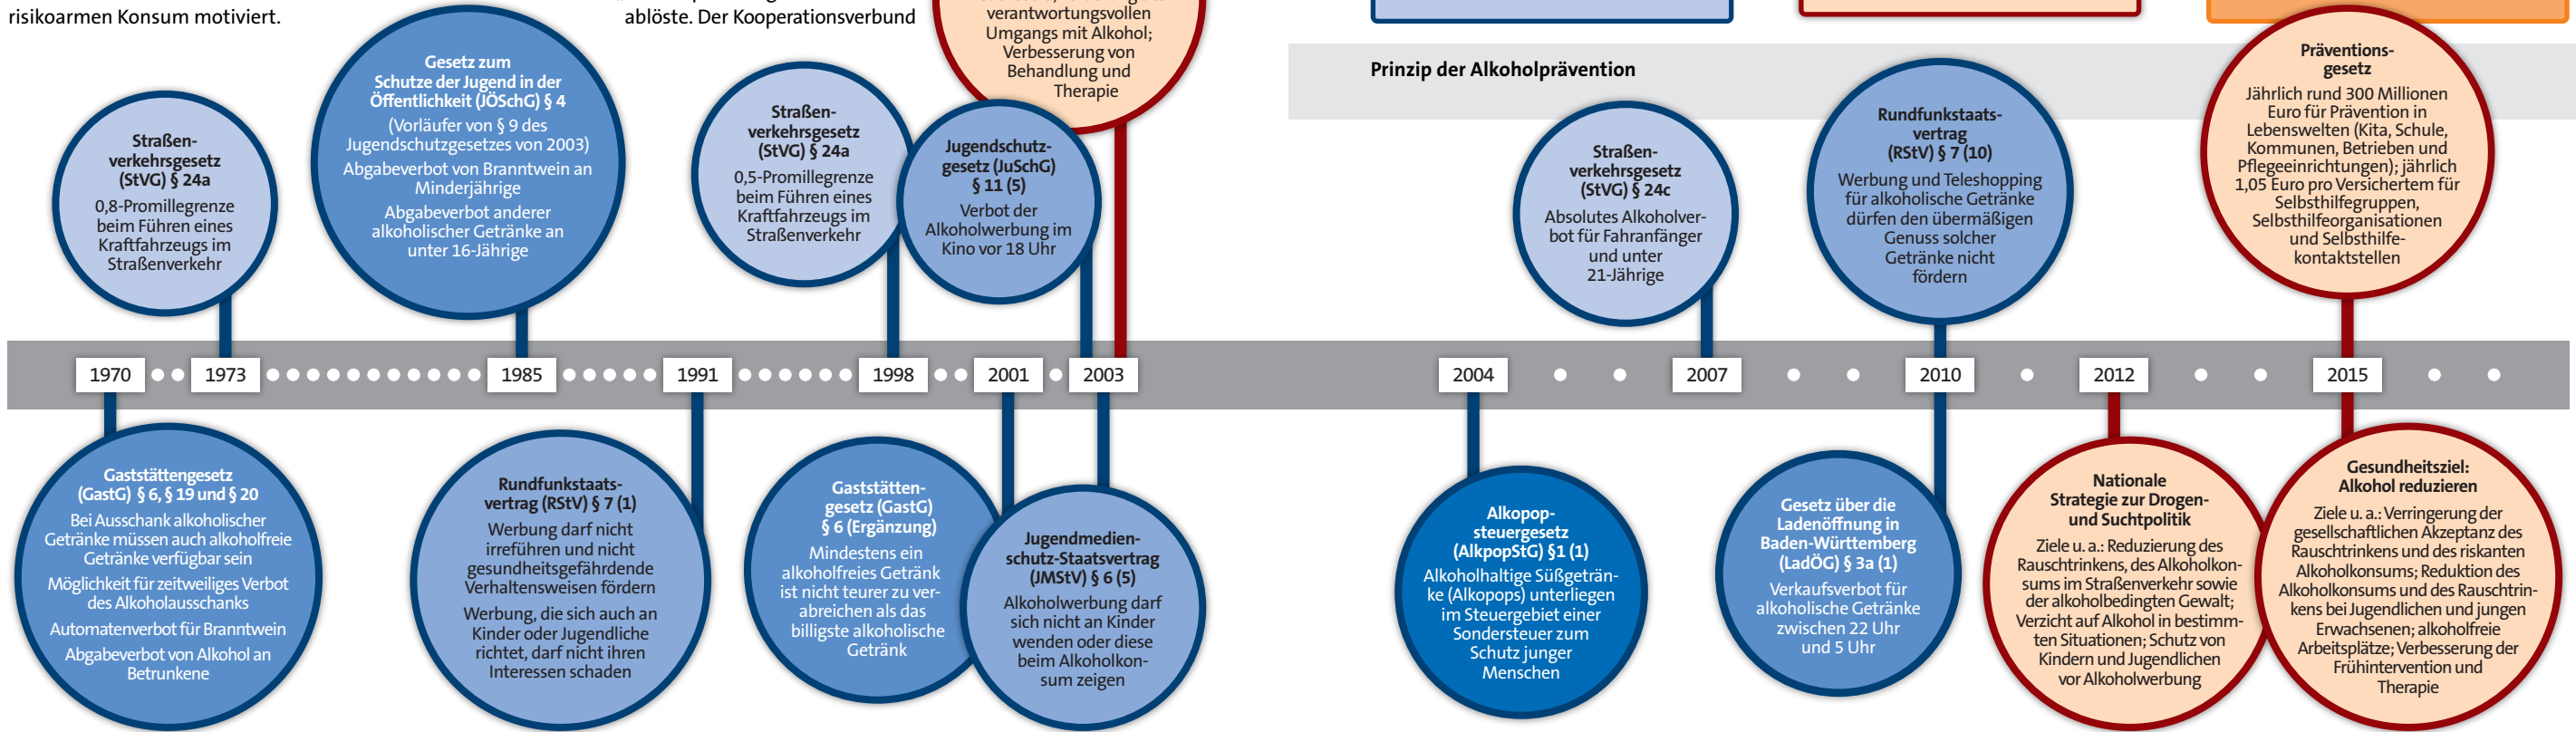 risikoarmen Konsum motiviert.
ablöste. Der Kooperationsverbund
verantwortungsvollen
Umgangs mit Alkohol;
Verbesserung von
Behandlung und
Therapie
Prinzip der Alkoholprävention
Straßen-
verkehrsgesetz
(StVG) § 24a
0,8-Promillegrenze
beim Führen eines
Kraftfahrzeugs im
Straßenverkehr
Gesetz zum
Schutze der Jugend in der
Öffentlichkeit (JÖSchG) § 4
(Vorläufer von § 9 des
Jugendschutzgesetzes von 2003)
Abgabeverbot von Branntwein an
Minderjährige
Abgabeverbot anderer
alkoholischer Getränke an
unter 16-Jährige
Straßen-
verkehrsgesetz
(StVG) § 24a
0,5-Promillegrenze
beim Führen eines
Kraftfahrzeugs im
Straßenverkehr
Jugendschutz-
gesetz (JuSchG)
§ 11 (5)
Verbot der
Alkoholwerbung im
Kino vor 18 Uhr
Straßen-
verkehrsgesetz
(StVG) § 24c
Absolutes Alkoholver-
bot für Fahranfänger
und unter
21-Jährige
Rundfunkstaats-
vertrag
(RStV) § 7 (10)
Werbung und Teleshopping
für alkoholische Getränke
dürfen den übermäßigen
Genuss solcher
Getränke nicht
fördern
Präventions-
gesetz
Jährlich rund 300 Millionen
Euro für Prävention in
Lebenswelten (Kita, Schule,
Kommunen, Betrieben und
Pflegeeinrichtungen); jährlich
1,05 Euro pro Versichertem für
Selbsthilfegruppen,
Selbsthilfeorganisationen
und Selbsthilfe-
kontaktstellen
1970
1973
1985
1991
1998
2001
2003
2004
2007
2010
2012
2015
Gaststättengesetz
(GastG) § 6, § 19 und § 20
Bei Ausschank alkoholischer
Getränke müssen auch alkoholfreie
Getränke verfügbar sein
Möglichkeit für zeitweiliges Verbot
des Alkoholausschanks
Automatenverbot für Branntwein
Abgabeverbot von Alkohol an
Betrunkene
Rundfunkstaats-
vertrag (RStV) § 7 (1)
Werbung darf nicht
irreführen und nicht
gesundheitsgefährdende
Verhaltensweisen fördern
Werbung, die sich auch an
Kinder oder Jugendliche
richtet, darf nicht ihren
Interessen schaden
Gaststätten-
gesetz (GastG)
§ 6 (Ergänzung)
Mindestens ein
alkoholfreies Getränk
ist nicht teurer zu ver-
abreichen als das
billigste alkoholische
Getränk
Jugendmedien-
schutz-Staatsvertrag
(JMStV) § 6 (5)
Alkoholwerbung darf
sich nicht an Kinder
wenden oder diese
beim Alkoholkon-
sum zeigen
Alkopop-
steuergesetz
(AlkpopStG) §1 (1)
Alkoholhaltige Süßgeträn-
ke (Alkopops) unterliegen
im Steuergebiet einer
Sondersteuer zum
Schutz junger
Menschen
Gesetz über die
Ladenöffnung in
Baden-Württemberg
(LadÖG) § 3a (1)
Verkaufsverbot für
alkoholische Getränke
zwischen 22 Uhr
und 5 Uhr
Nationale
Strategie zur Drogen-
und Suchtpolitik
Ziele u. a.: Reduzierung des
Rauschtrinkens, des Alkoholkon-
sums im Straßenverkehr sowie
der alkoholbedingten Gewalt;
Verzicht auf Alkohol in bestimm-
ten Situationen; Schutz von
Kindern und Jugendlichen
vor Alkoholwerbung
Gesundheitsziel:
Alkohol reduzieren
Ziele u. a.: Verringerung der
gesellschaftlichen Akzeptanz des
Rauschtrinkens und des riskanten
Alkoholkonsums; Reduktion des
Alkoholkonsums und des Rauschtrin-
kens bei Jugendlichen und jungen
Erwachsenen; alkoholfreie
Arbeitsplätze; Verbesserung der
Frühintervention und
Therapie